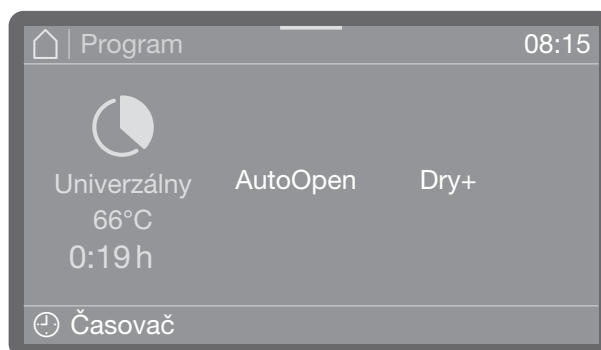 Program 08:15
Univerzálny AutoOpen Dry+
66°C
0:19 h
Časovač